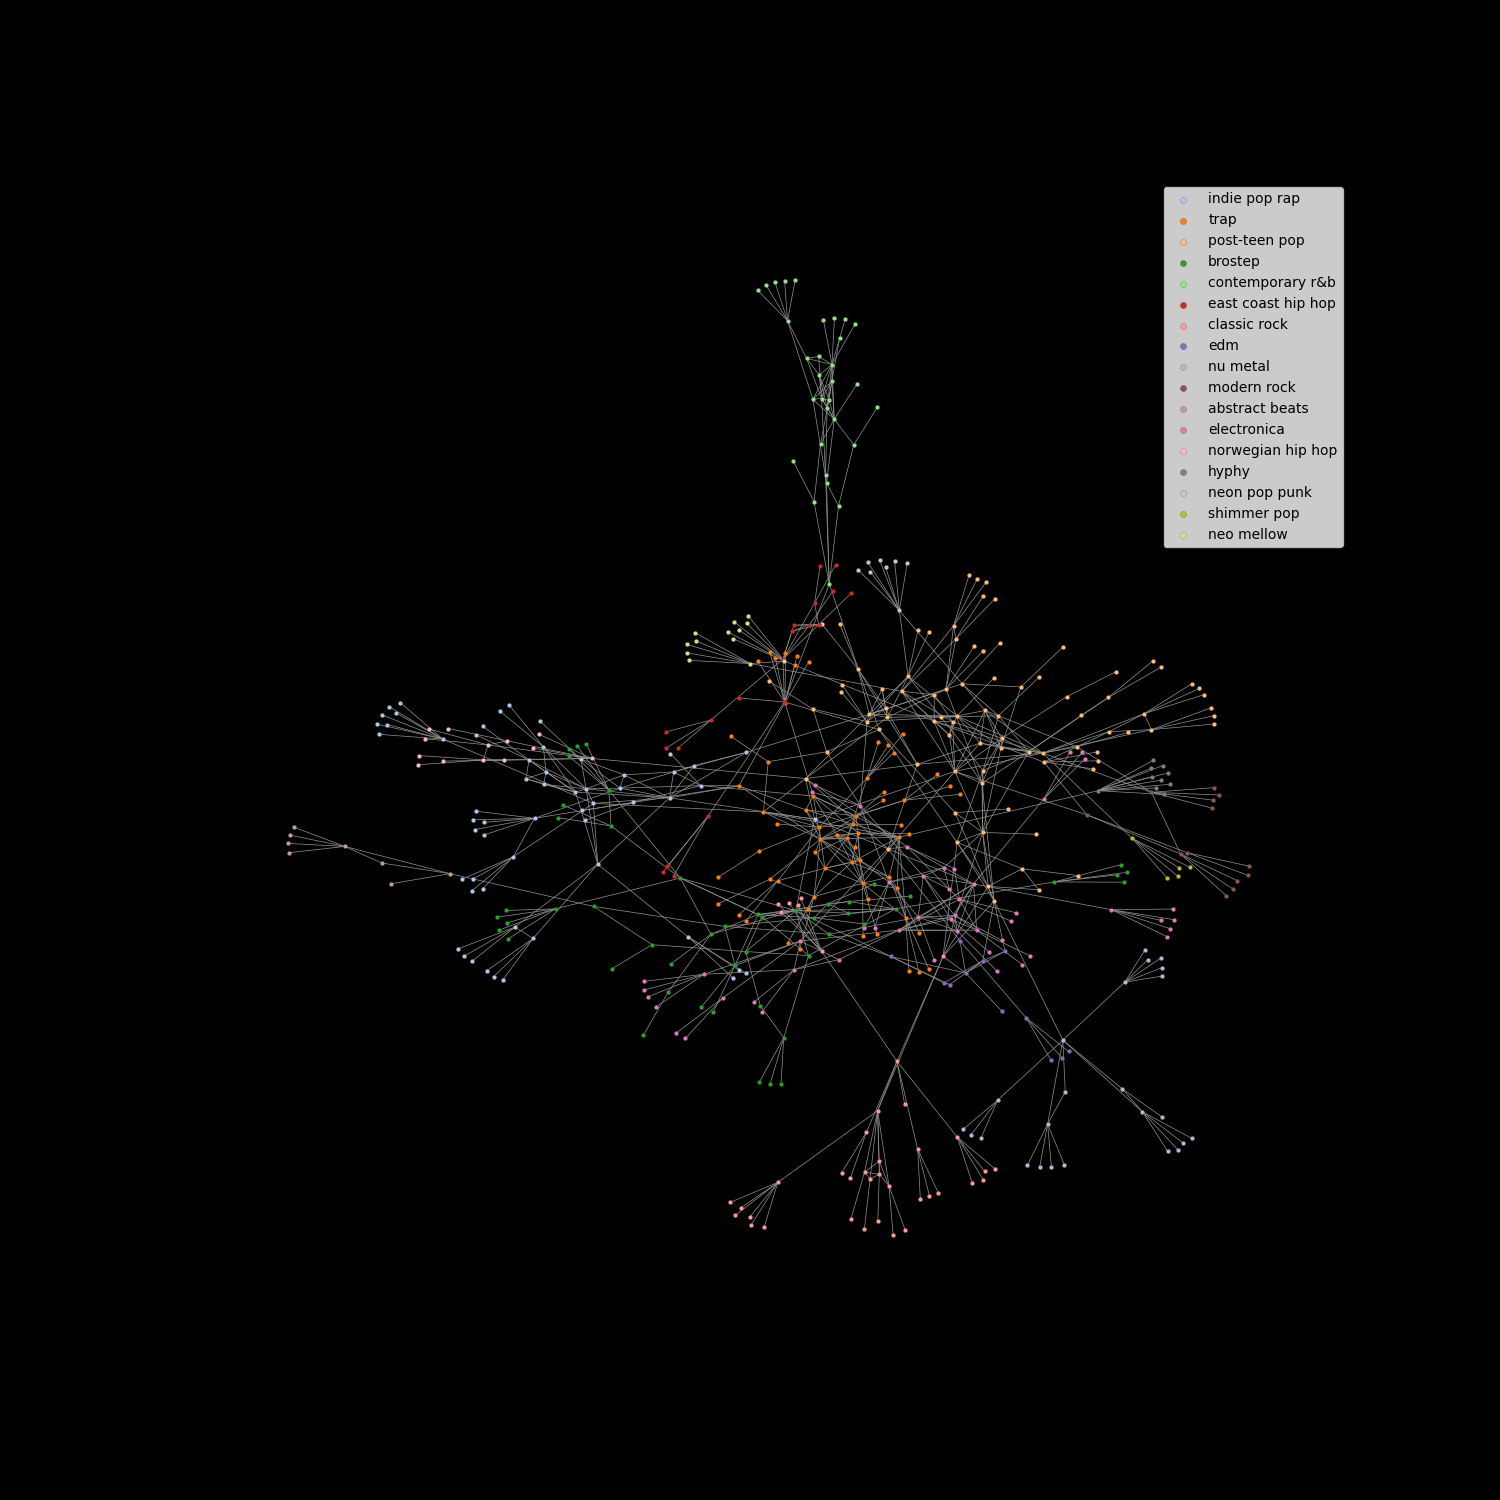 indie pop rap
trap
post-teen pop
brostep
contemporary r&b
east coast hip hop
classic rock
edm
nu metal
modern rock
abstract beats
electronica
norwegian hip hop
hyphy
neon pop punk
shimmer pop
neo mellow